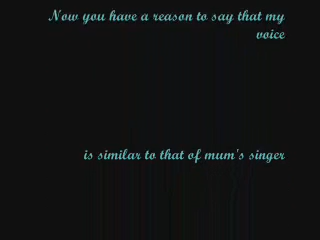 Now you have a reason to say that my
voice
is similar to that of mum's singer